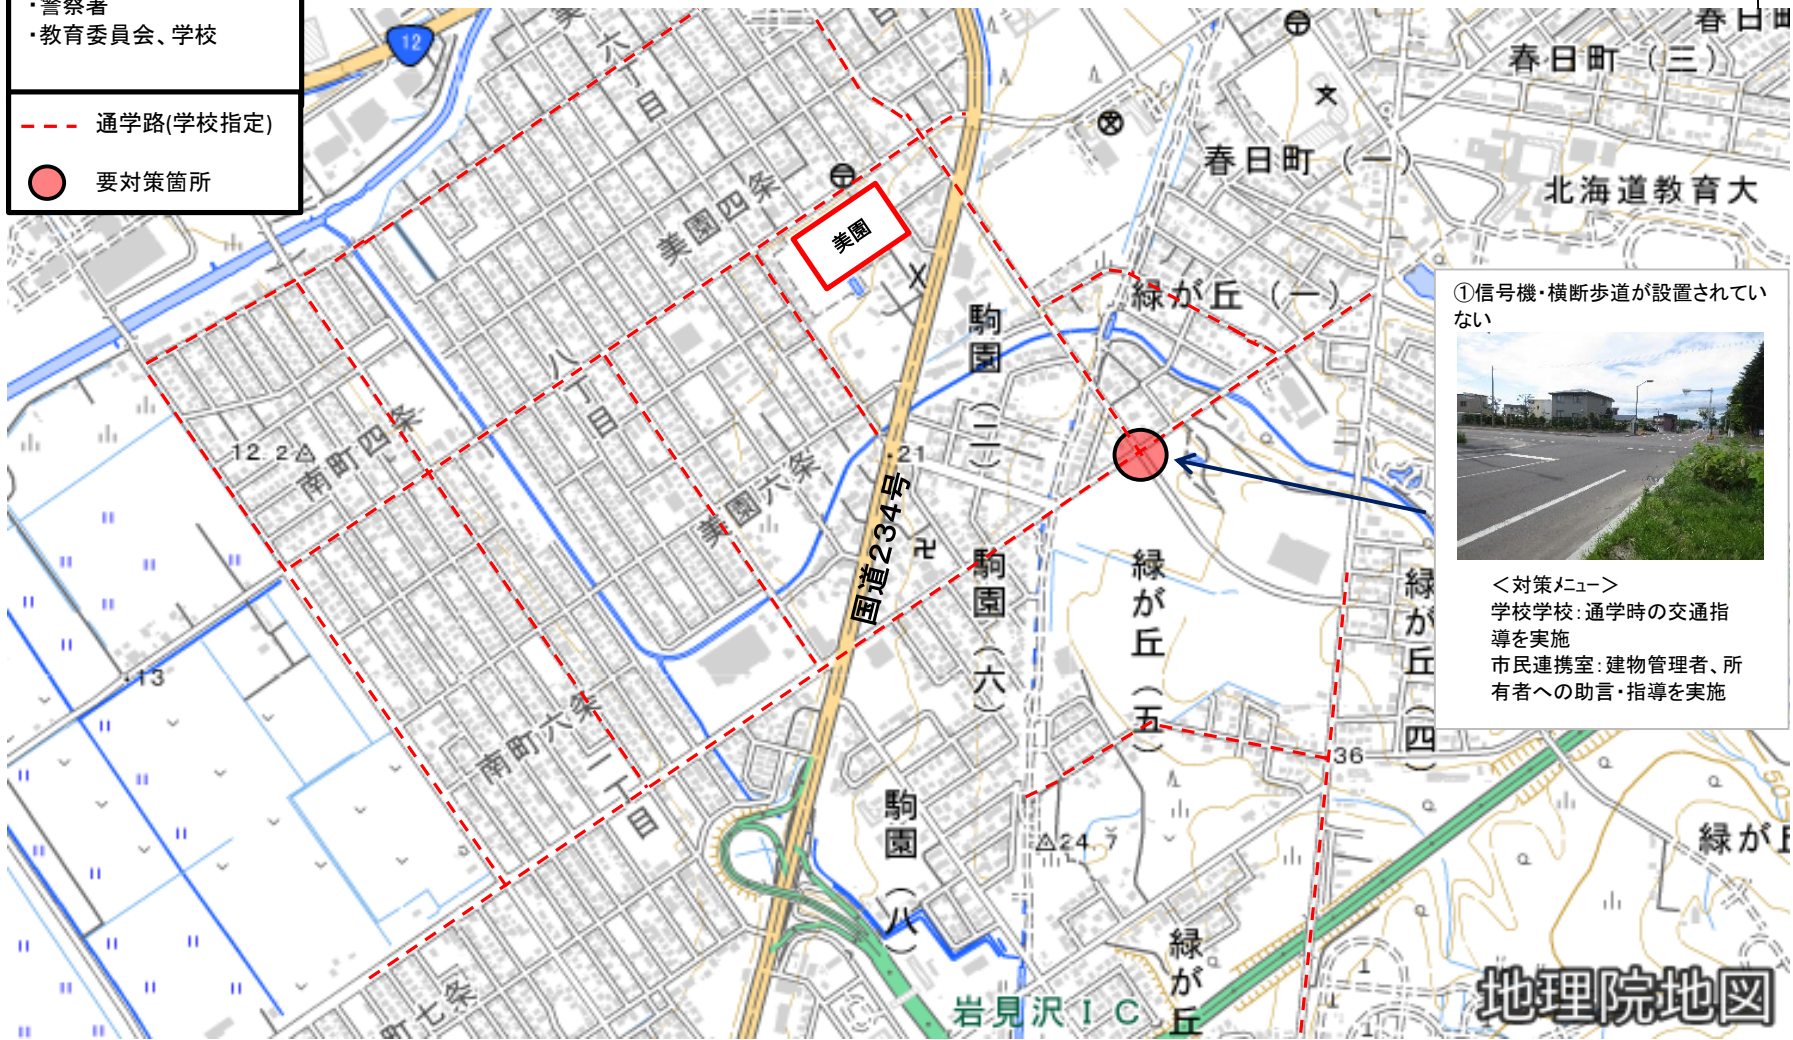 ・警察署
・教育委員会、学校
通学路(学校指定)
要対策箇所
12
六丁目
美園四条
美園
春日町（三）
春日町（一）
北海道教育大
緑が丘（一）
駒園（二）
①信号機・横断歩道が設置されてい
ない
八丁目
12.2
南町四条
美園六条
21
国道234号
駒園（六）
緑が丘（五）
緑が丘（四）
＜対策メニュー＞
学校学校：通学時の交通指
導を実施
市民連携室：建物管理者、所
有者への助言・指導を実施
13
南町六条
二丁目
36
駒園（八）
24.7
緑が丘
緑が丘
町七条
岩見沢ＩＣ
50
地理院地図